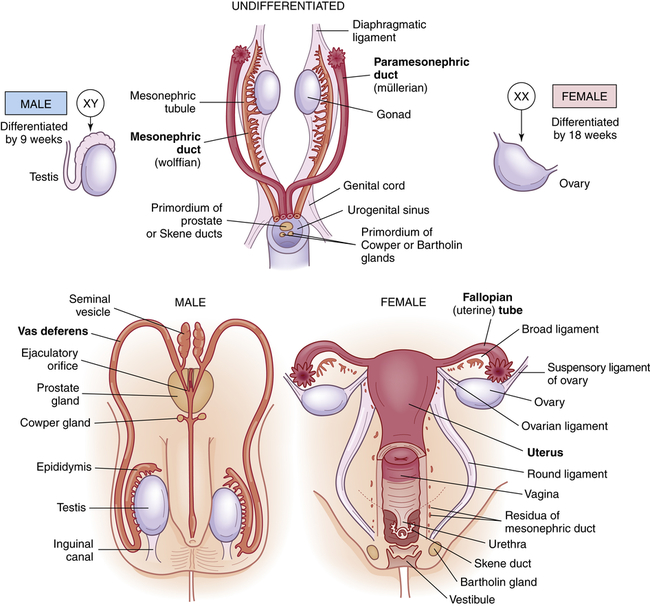 UNDIFFERENTIATED
Diaphragmatic
ligament
Paramesonephric
duct
(müllerian)
Mesonephric
tubule
Gonad
Mesonephric
duct
(wolffian)
Genital cord
Primordium of
prostate
or Skene ducts
Urogenital sinus
Primordium of
Cowper or Bartholin
glands
MALE
XY
Differentiated
by 9 weeks
Testis
XX
FEMALE
Differentiated
by 18 weeks
Ovary
MALE
Seminal
vesicle
Vas deferens
Ejaculatory
orifice
Prostate
gland
Cowper gland
Epididymis
Testis
Inguinal
canal
FEMALE
Fallopian
(uterine) tube
Broad ligament
Suspensory ligament
of ovary
Ovary
Ovarian ligament
Uterus
Round ligament
Vagina
Residua of
mesonephric duct
Urethra
Skene duct
Bartholin gland
Vestibule